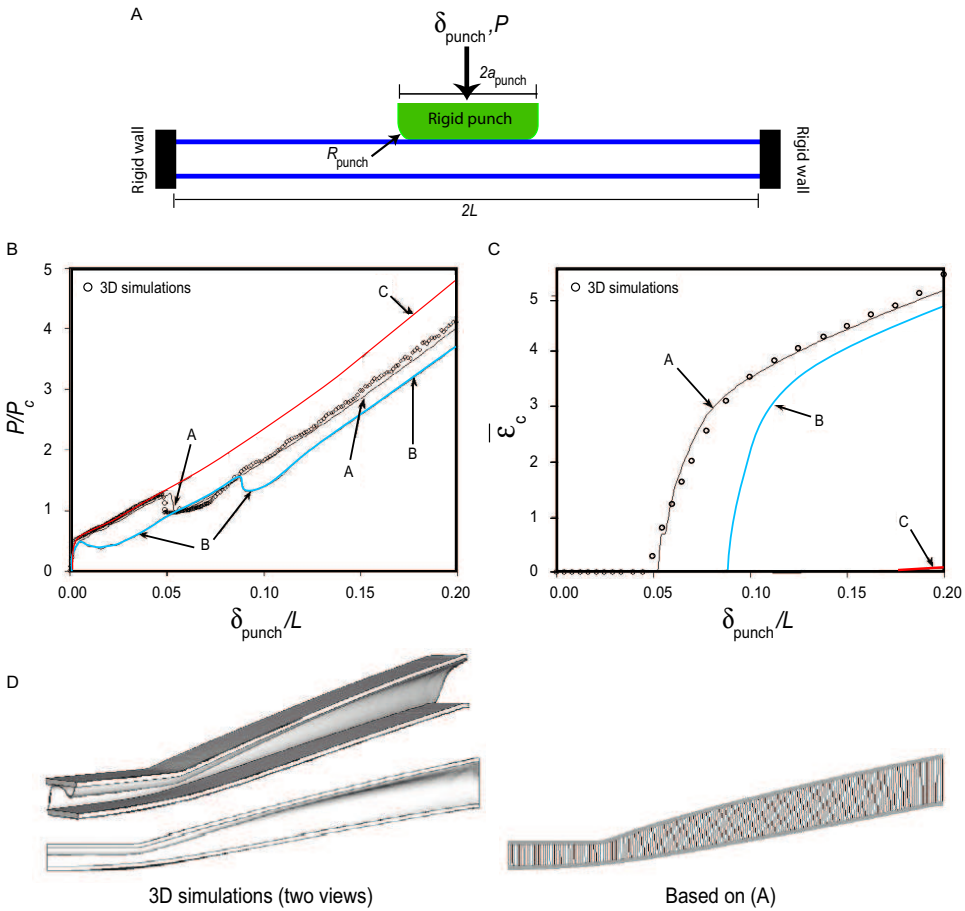 A
δpunch,P
2apunch
Rigid punch
Rpunch
Rigid wall
Rigid wall
2L
B
P/Pc
5
4
3
2
1
0
3D simulations
C
A
A
B
B
0.00
0.05
0.10
0.15
0.20
δpunch/L
C
ε̄c
5
4
3
2
1
0
3D simulations
A
B
C
0.00
0.05
0.10
0.15
0.20
δpunch/L
D
3D simulations (two views)
Based on (A)